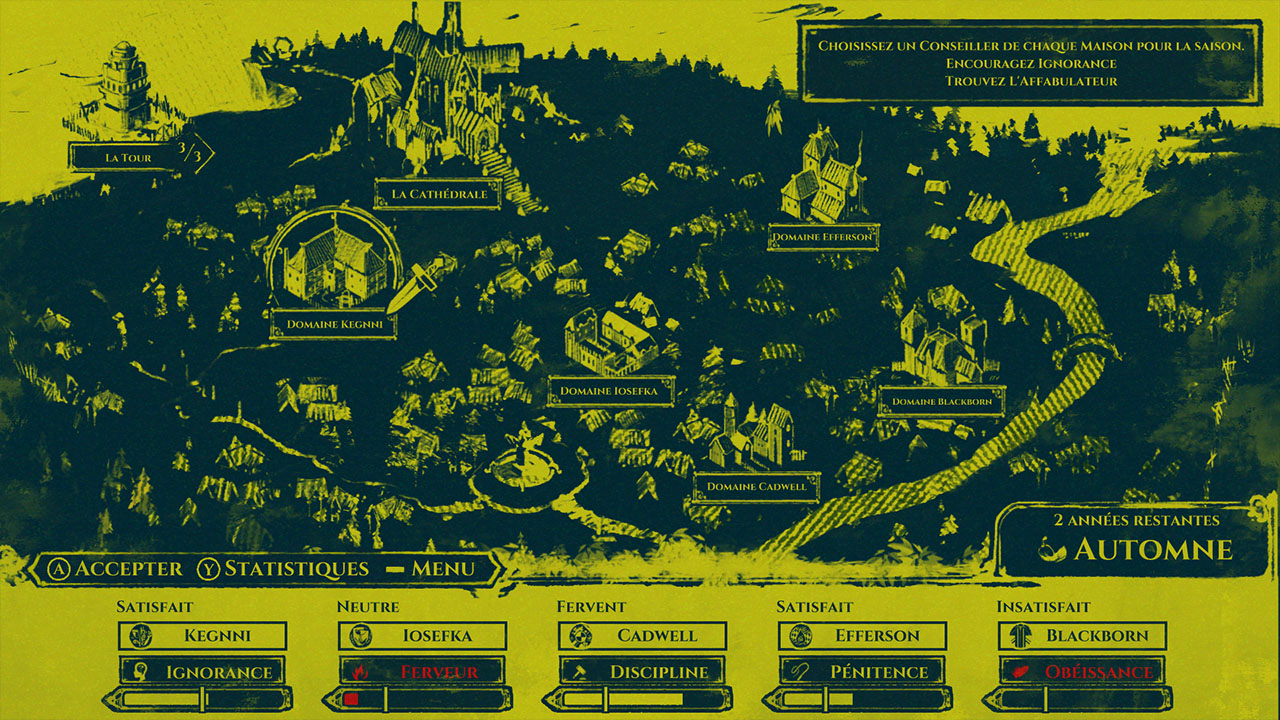 Choisissez un Conseiller de chaque Maison pour la saison.
Encouragez Ignorance
Trouvez L'Affabulateur
La Tour
3/3
La Cathédrale
Domaine Efferson
Domaine Kegnni
Domaine Iosefka
Domaine Blackborn
Domaine Cadwell
2 années restantes
Automne
A Accepter Y Statistiques Menu
Satisfait Neutre Fervent Satisfait Insatisfait
Kegnni Iosefka Cadwell Efferson Blackborn
Ignorance Ferveur Discipline Pénitence Obéissance